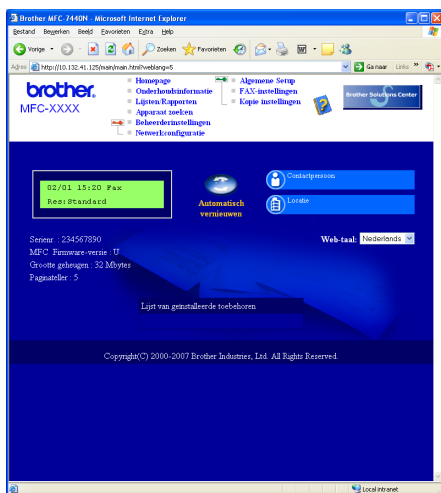 Brother MFC-7440N - Microsoft Internet Explorer
Bestand Bewerken Beeld Favorieten Extra Help
Vorige Zoeken Favorieten
Adres http://10.132.41.125/main/main.html?weblang=5 Ga naar Links »
brother.
MFC-XXXX
Homepage
Onderhoudsinformatie
Lijsten/Rapporten
Apparaat zoeken
Beheerderinstellingen
Netwerkconfiguratie
Algemene Setup
FAX-instellingen
Kopie instellingen
Brother Solutions Center
02/01 15:20 Fax
Res:Standard
Automatisch
vernieuwen
Contactpersoon
Locatie
Serienr. : 234567890
MFC Firmware-versie : U
Grootte geheugen : 32 Mbytes
Paginateller : 5
Web-taal: Nederlands
Lijst van geïnstalleerde toebehoren
Copyright(C) 2000-2007 Brother Industries, Ltd. All Rights Reserved.
Local intranet